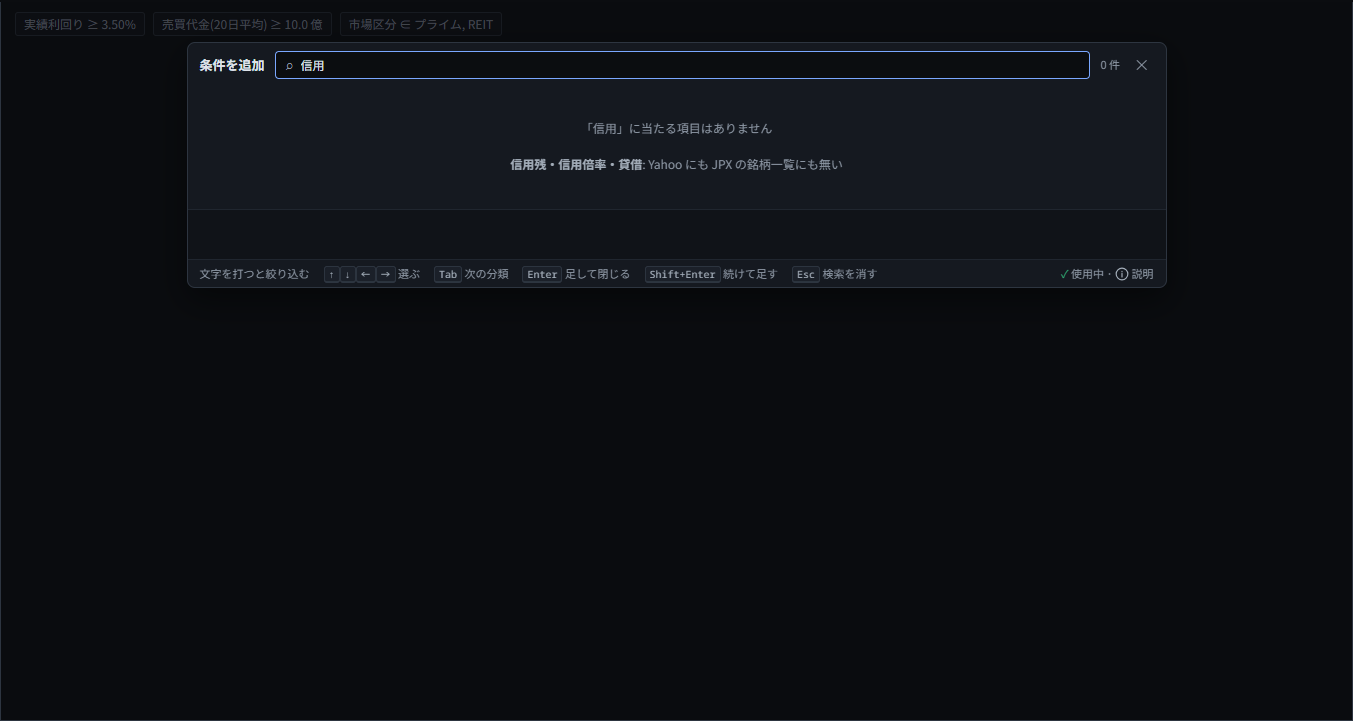 実績利回り ≥ 3.50% 売買代金(20日平均) ≥ 10.0 億 市場区分 ∈ プライム, REIT
条件を追加 信用 0 件
「信用」に当たる項目はありません
信用残・信用倍率・貸借: Yahoo にも JPX の銘柄一覧にも無い
文字を打つと絞り込む ↑ ↓ ← → 選ぶ Tab 次の分類 Enter 足して閉じる Shift+Enter 続けて足す Esc 検索を消す ✓使用中・ⓘ 説明